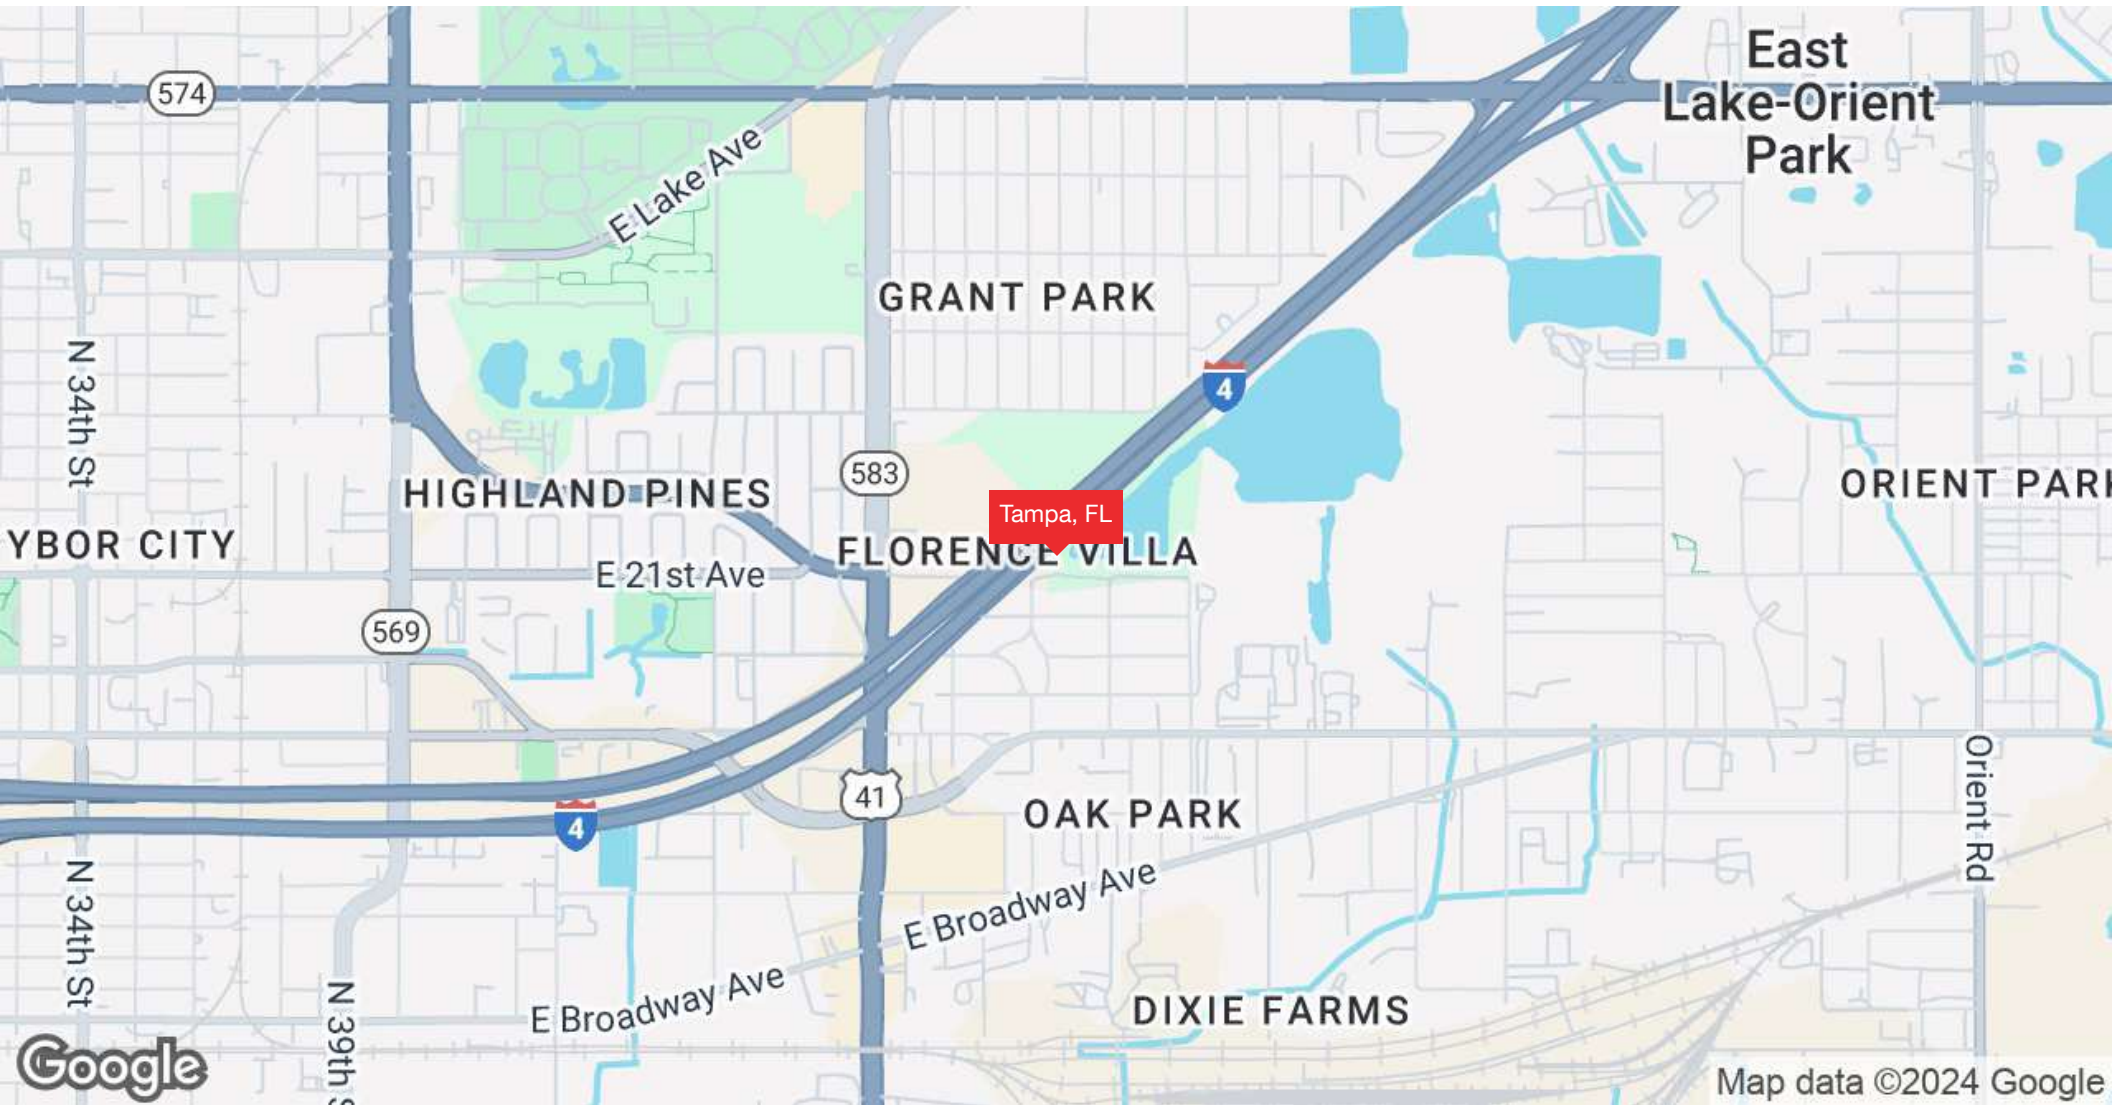 East
Lake-Orient
Park
574
E Lake Ave
GRANT PARK
N 34th St
4
583
HIGHLAND PINES
ORIENT PARK
Tampa, FL
YBOR CITY
FLORENCE VILLA
E 21st Ave
569
41
Orient Rd
4
OAK PARK
N 34th St
E Broadway Ave
E Broadway Ave
N 39th S
DIXIE FARMS
Google
Map data ©2024 Google